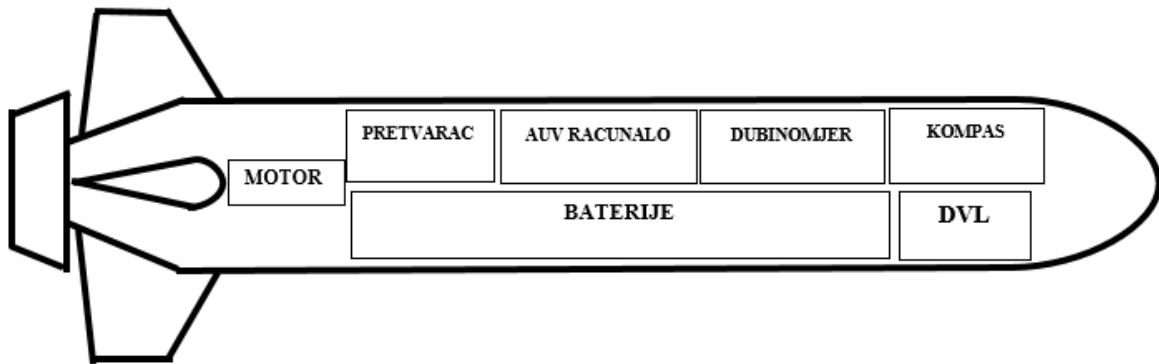 PRETVARAC
AUV RACUNALO
DUBINOMJER
KOMPAS
MOTOR
BATERIJE
DVL